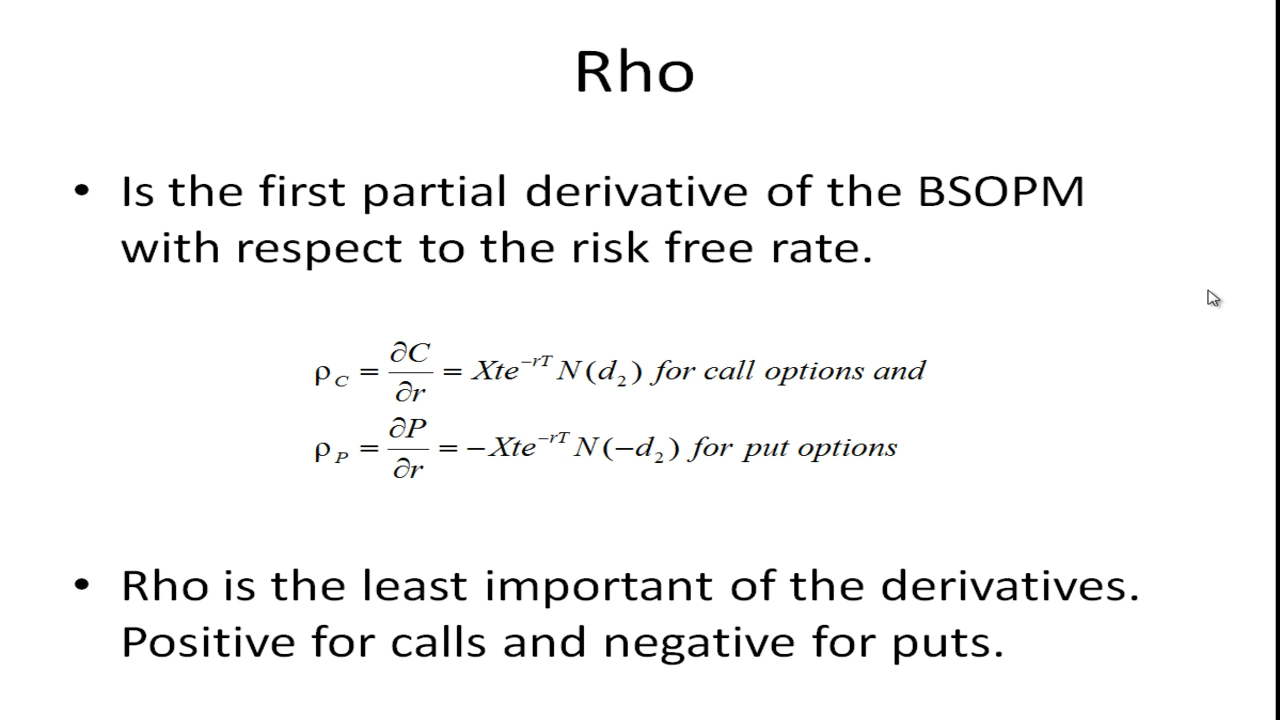 Rho
• Is the first partial derivative of the BSOPM
with respect to the risk free rate.
ρ_C = ∂C/∂r = Xte^{−rT} N(d₂) for call options and
ρ_P = ∂P/∂r = −Xte^{−rT} N(−d₂) for put options
• Rho is the least important of the derivatives.
Positive for calls and negative for puts.